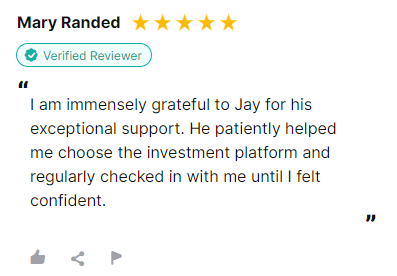 Mary Randed
Verified Reviewer
“
I am immensely grateful to Jay for his
exceptional support. He patiently helped
me choose the investment platform and
regularly checked in with me until I felt
confident.
”